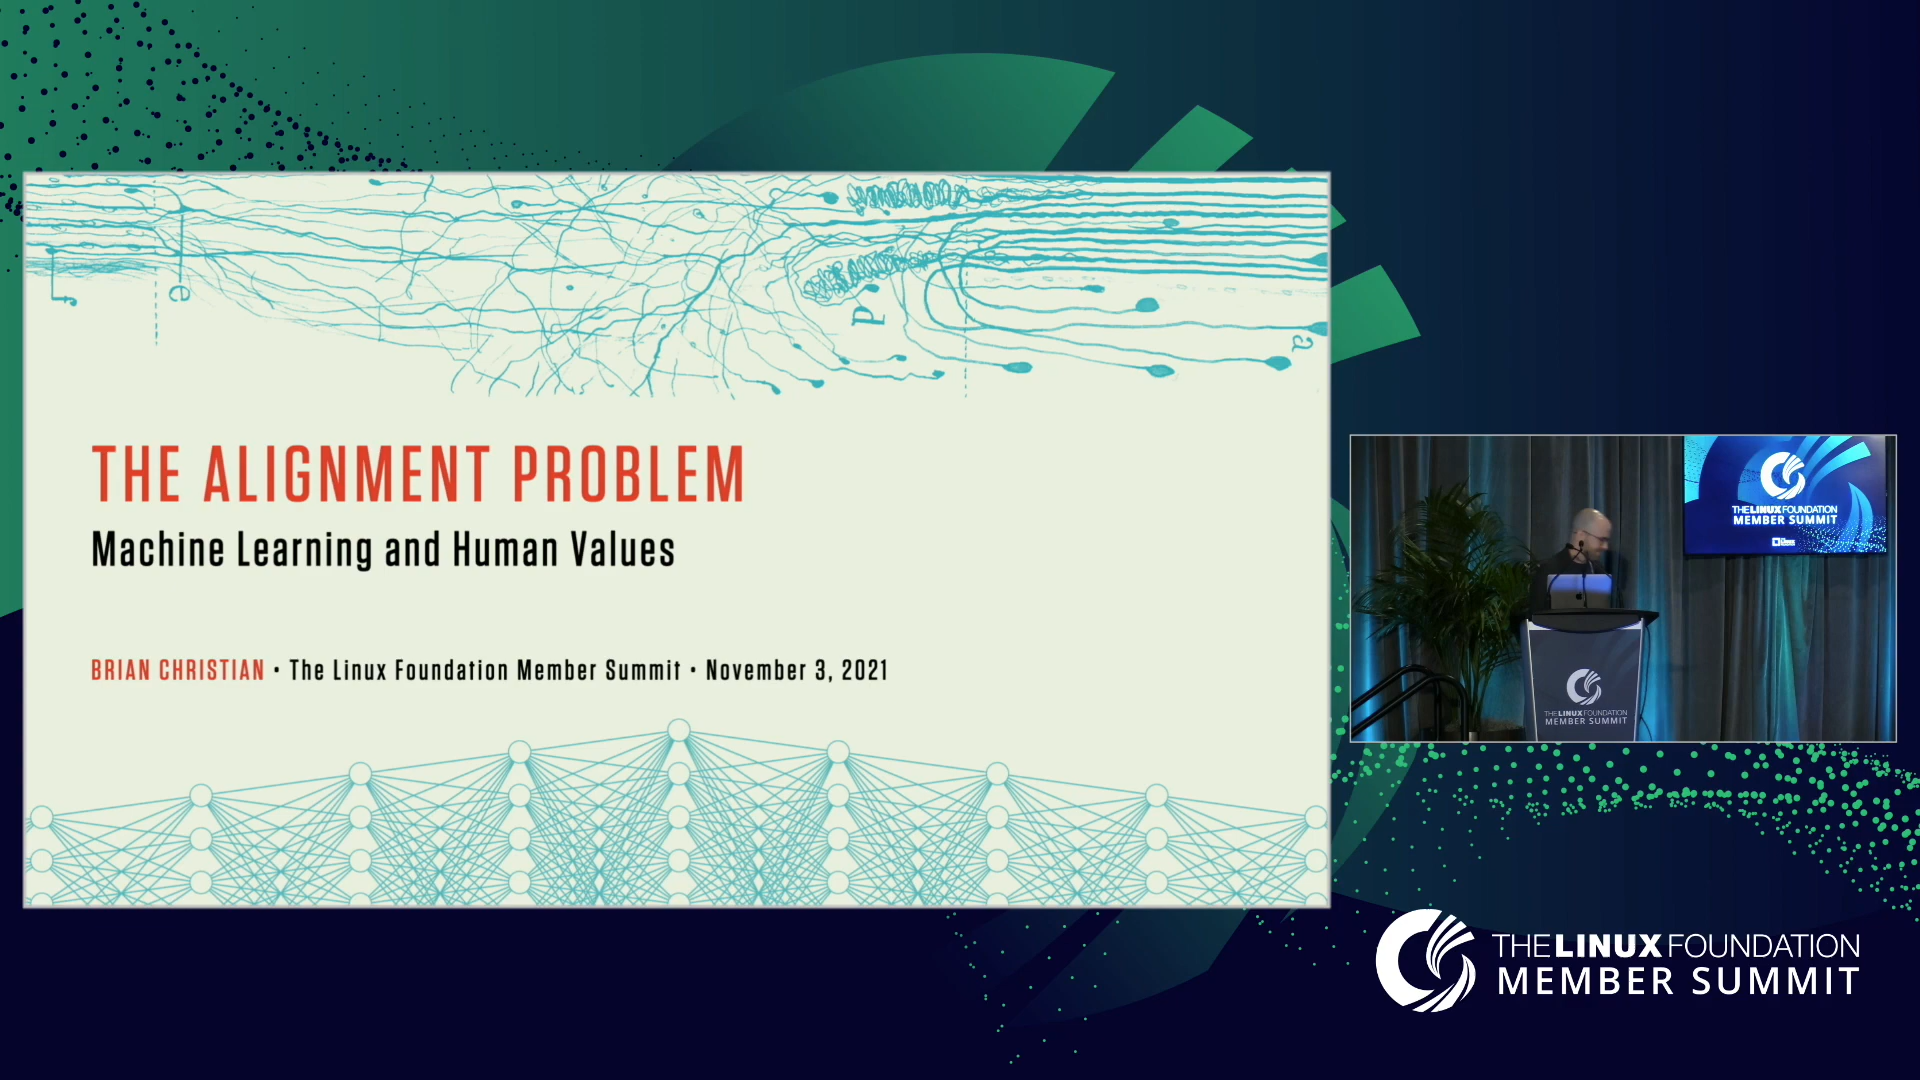 f
e
d
a
THE ALIGNMENT PROBLEM
Machine Learning and Human Values
BRIAN CHRISTIAN • The Linux Foundation Member Summit • November 3, 2021
THE LINUX FOUNDATION
MEMBER SUMMIT
THE LINUX FOUNDATION
MEMBER SUMMIT
THE LINUX FOUNDATION
MEMBER SUMMIT